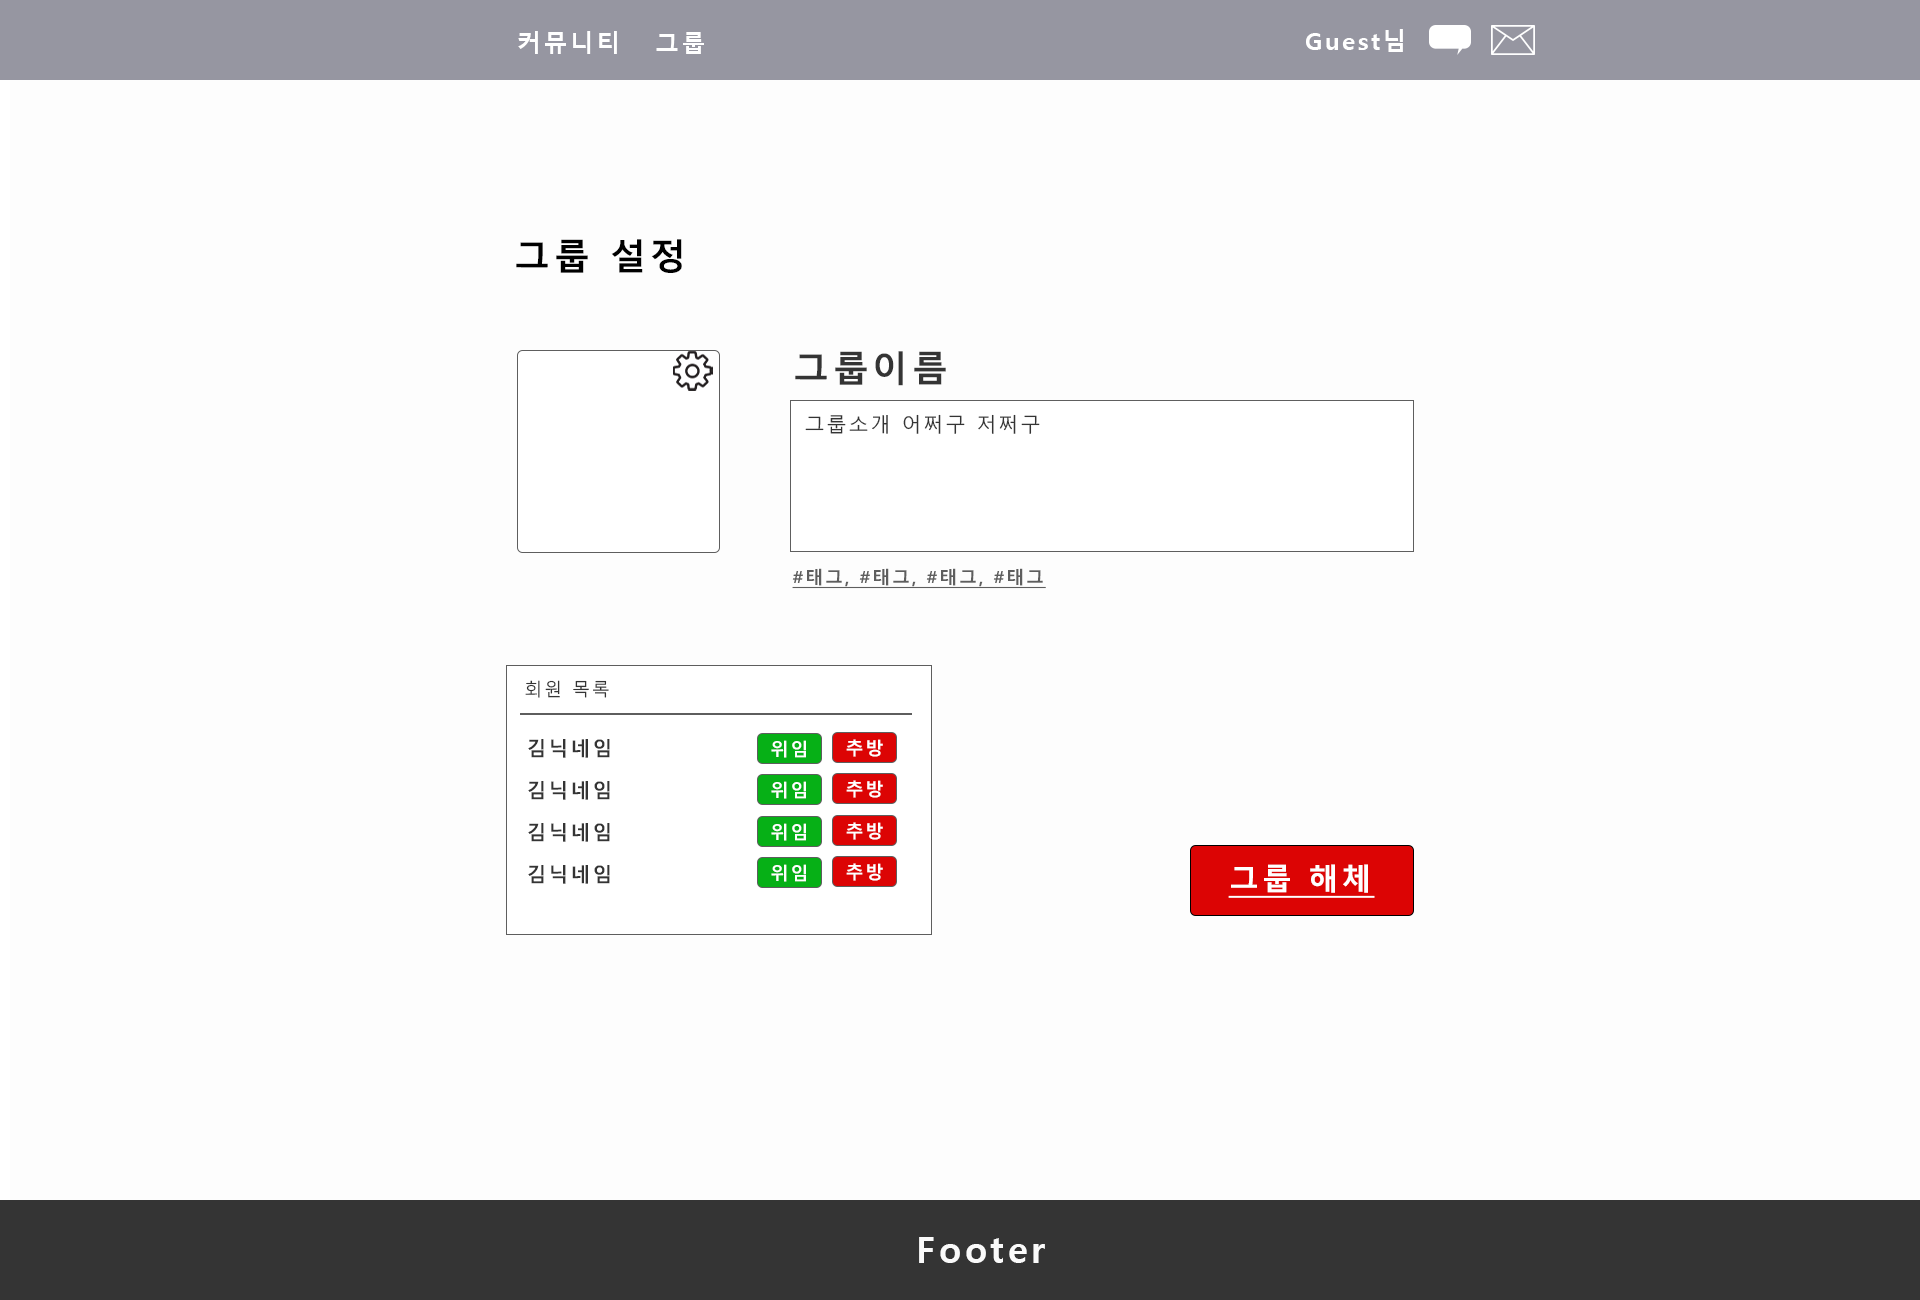 커뮤니티 그룹 Guest님
그룹 설정
그룹이름
그룹소개 어쩌구 저쩌구
#태그, #태그, #태그, #태그
회원 목록
김닉네임 위임 추방
김닉네임 위임 추방
김닉네임 위임 추방
김닉네임 위임 추방
그룹 해체
Footer